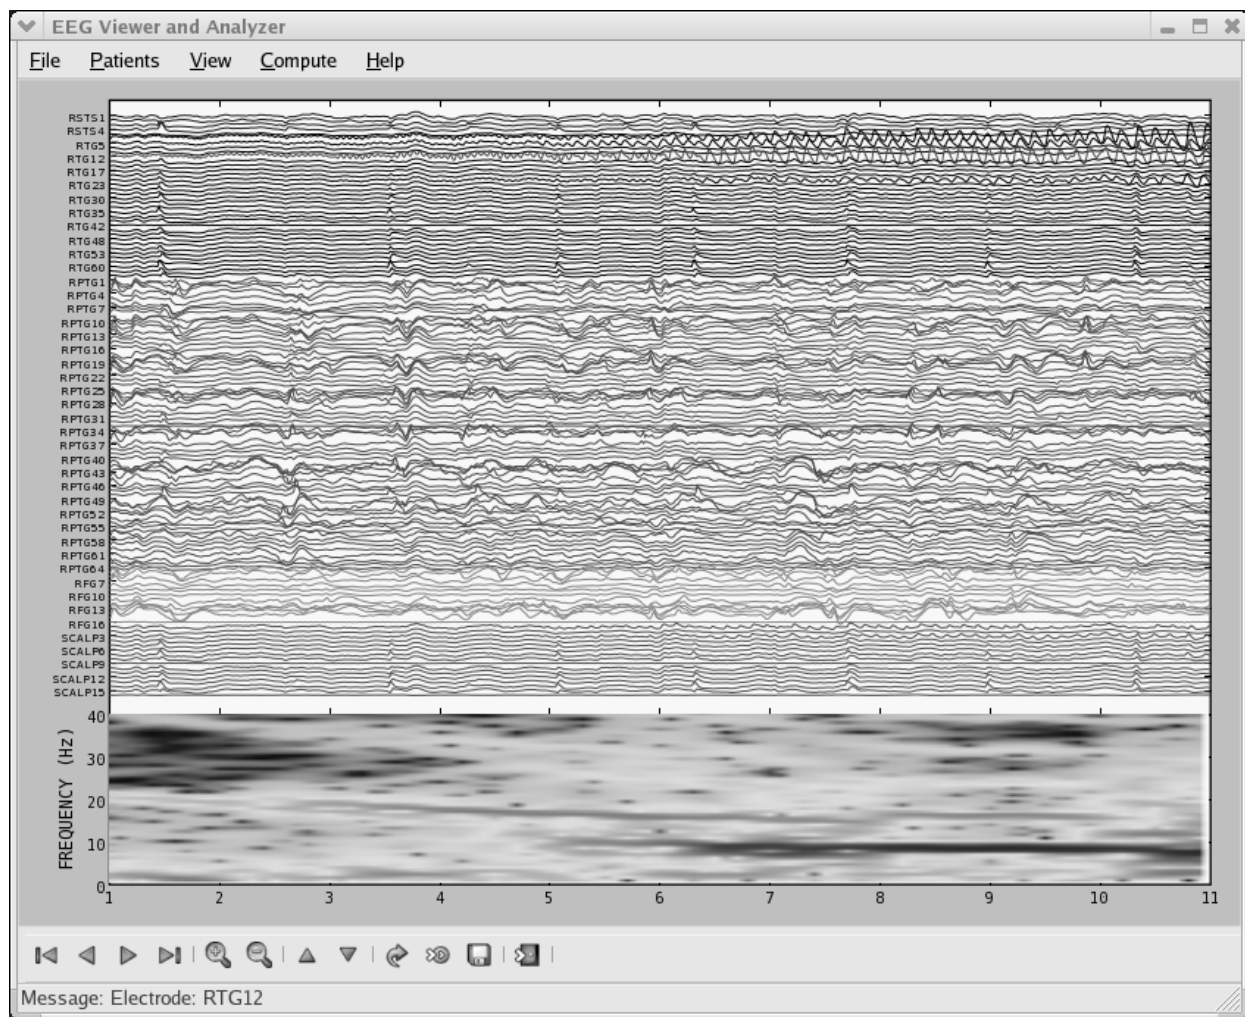 EEG Viewer and Analyzer
File Patients View Compute Help
RSTS1
RSTS4
RTG5
RTG12
RTG17
RTG23
RTG30
RTG35
RTG42
RTG48
RTG53
RTG60
RPTG1
RPTG4
RPTG7
RPTG10
RPTG13
RPTG16
RPTG19
RPTG22
RPTG25
RPTG28
RPTG31
RPTG34
RPTG37
RPTG40
RPTG43
RPTG46
RPTG49
RPTG52
RPTG55
RPTG58
RPTG61
RPTG64
RFG7
RFG10
RFG13
RFG16
SCALP3
SCALP6
SCALP9
SCALP12
SCALP15
40
30
20
10
0
FREQUENCY (Hz)
1 2 3 4 5 6 7 8 9 10 11
Message: Electrode: RTG12